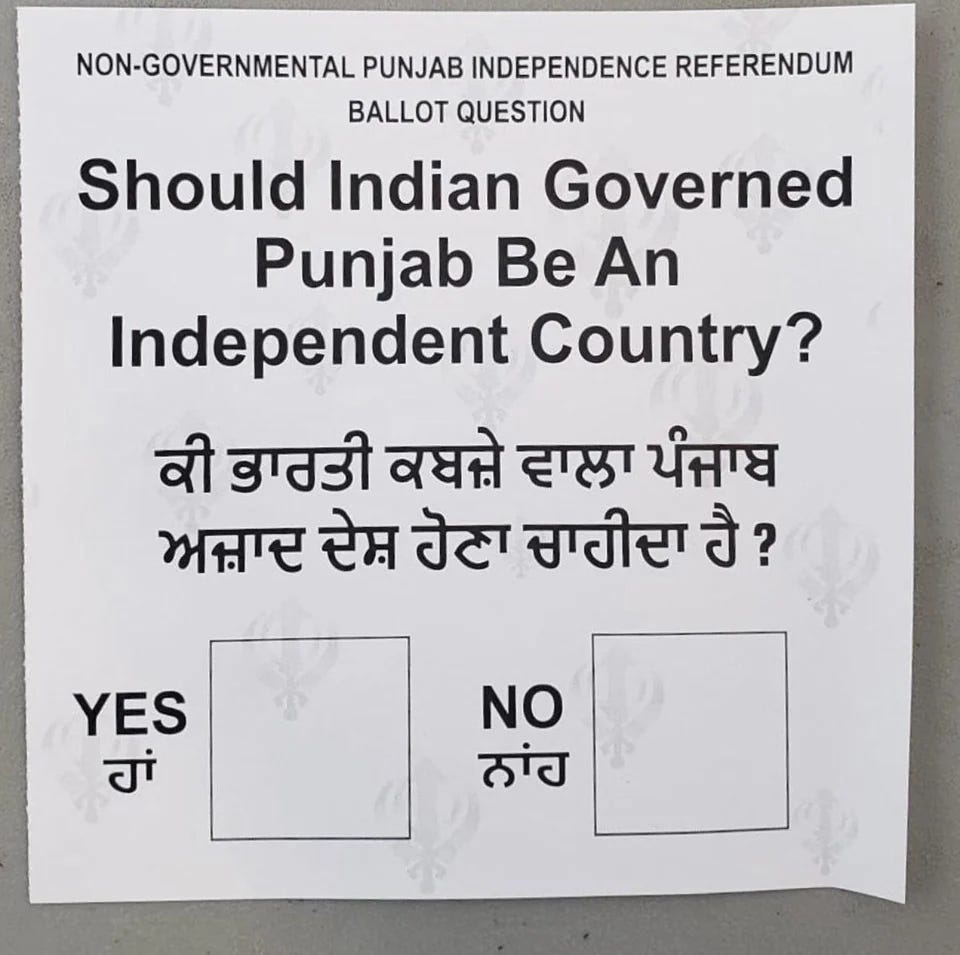 NON-GOVERNMENTAL PUNJAB INDEPENDENCE REFERENDUM
BALLOT QUESTION
Should Indian Governed
Punjab Be An
Independent Country?
ਕੀ ਭਾਰਤੀ ਕਬਜ਼ੇ ਵਾਲਾ ਪੰਜਾਬ
ਅਜ਼ਾਦ ਦੇਸ਼ ਹੋਣਾ ਚਾਹੀਦਾ ਹੈ ?
YES NO
ਹਾਂ ਨਾਂਹ